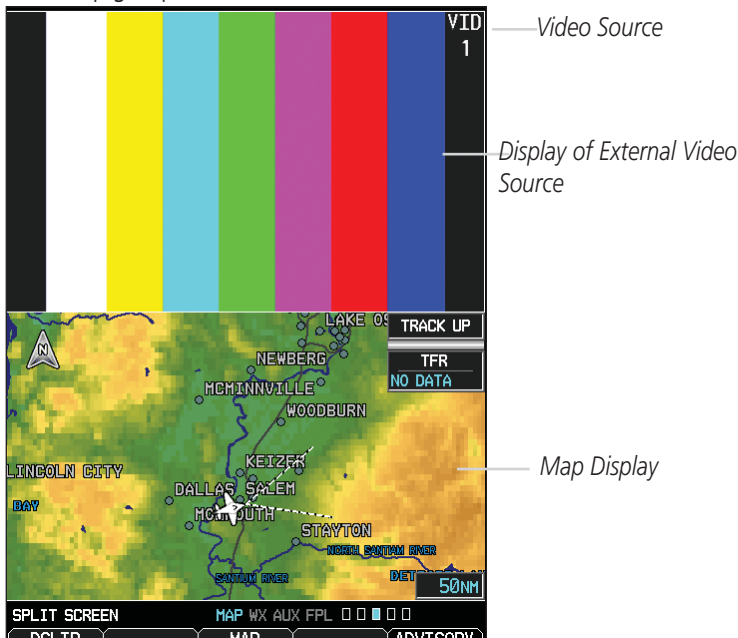 VID
1
Video Source
Display of External Video
Source
LAKE OS
TRACK UP
N
NEWBERG
TFR
NO DATA
MCMINNVILLE
WOODBURN
KEIZER
LINCOLN CITY
DALLAS SALEM
Map Display
BAY
STAYTON
NORTH SANTIAM RIVER
SANTIUM RIVER
50NM
SPLIT SCREEN
MAP WX AUX FPL
DCLTR
MAP
ADVISORY